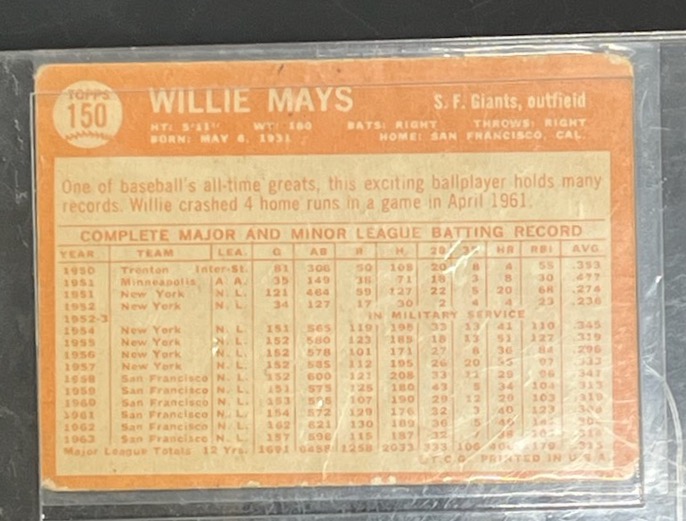 TOPPS
150
WILLIE MAYS
S. F. Giants, outfield
HT: 5'11" WT: 180 BATS: RIGHT THROWS: RIGHT
BORN: MAY 6, 1931 HOME: SAN FRANCISCO, CAL.
One of baseball's all-time greats, this exciting ballplayer holds many
records. Willie crashed 4 home runs in a game in April 1961.
COMPLETE MAJOR AND MINOR LEAGUE BATTING RECORD
YEAR TEAM LEA. G AB R H 2B 3B HR RBI AVG.
1950 Trenton Inter-St. 81 306 50 108 20 8 4 55 .353
1951 Minneapolis A. A. 35 149 38 71 18 3 8 30 .477
1951 New York N. L. 121 464 59 127 22 5 20 68 .274
1952 New York N. L. 34 127 17 30 2 4 4 23 .236
1952-3 IN MILITARY SERVICE
1954 New York N. L. 151 565 119 195 33 13 41 110 .345
1955 New York N. L. 152 580 123 185 18 13 51 127 .319
1956 New York N. L. 152 578 101 171 27 8 36 84 .296
1957 New York N. L. 152 585 112 195 26 20 97 .333
1958 San Francisco N. L. 152 600 121 208 33 11 29 96 .347
1959 San Francisco N. L. 151 575 125 180 43 5 34 104 .313
1960 San Francisco N. L. 153 595 107 190 29 12 29 103 .319
1961 San Francisco N. L. 154 572 129 176 32 3 40 123 .308
1962 San Francisco N. L. 162 621 130 189 36 5 49
1963 San Francisco N. L. 157 596 115 187 32 7
Major League Totals 12 Yrs. 1691 6458 1258 2033 333
©T.C.G. PRINTED IN U.S.A.